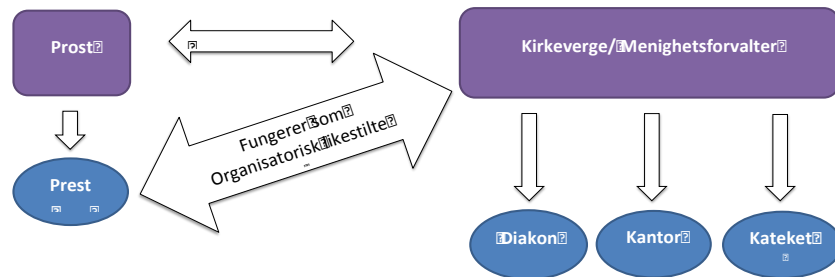 Prost
Kirkeverge/ Menighetsforvalter
Fungerer som
Organisatorisk likestilte
Prest
Diakon
Kantor
Kateket